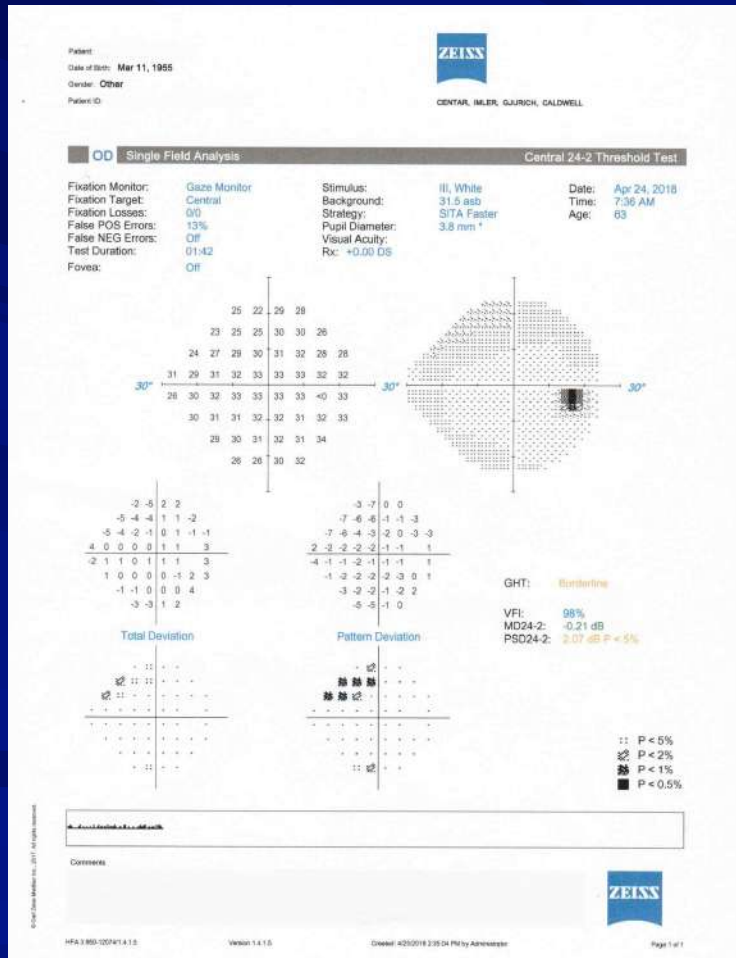 Patient:
Date of Birth: Mar 11, 1955
Gender: Other
Patient ID:
ZEISS
CENTAR, IMLER, GJURICH, CALDWELL
OD Single Field Analysis Central 24-2 Threshold Test
Fixation Monitor: Gaze Monitor Stimulus: III, White Date: Apr 24, 2018
Fixation Target: Central Background: 31.5 asb Time: 7:36 AM
Fixation Losses: 0/0 Strategy: SITA Faster Age: 63
False POS Errors: 13% Pupil Diameter: 3.8 mm *
False NEG Errors: Off Visual Acuity:
Test Duration: 01:42 Rx: +0.00 DS
Fovea: Off
25 22 29 28
23 25 25 30 30 26
24 27 29 30 31 32 28 28
31 29 31 32 33 33 33 32 32
30° 30° 30°
26 30 32 33 33 33 33 <0 33
30 31 31 32 32 31 32 33
29 30 31 32 31 34
26 26 30 32
-2 -5 2 2 -3 -7 0 0
-5 -4 -4 1 1 -2 -7 -6 -6 -1 -1 -3
-5 -4 -2 -1 0 1 -1 -1 -7 -6 -4 -3 -2 0 -3 -3
4 0 0 0 0 1 1 3 2 -2 -2 -2 -2 -1 -1 1
-2 1 1 0 1 1 1 3 -4 -1 -1 -2 -1 -1 -1 1
1 0 0 0 0 -1 2 3 -1 -2 -2 -2 -2 -3 0 1
-1 -1 0 0 0 4 -3 -2 -2 -1 -2 2
-3 -3 1 2 -5 -5 -1 0
GHT: Borderline
VFI: 98%
MD24-2: -0.21 dB
PSD24-2: 2.07 dB P < 5%
Total Deviation Pattern Deviation
P < 5%
P < 2%
P < 1%
P < 0.5%
Comments
ZEISS
Version 1.4.1.5
Created: 4/25/2018 2:35:04 PM by Administrator
Page 1 of 1